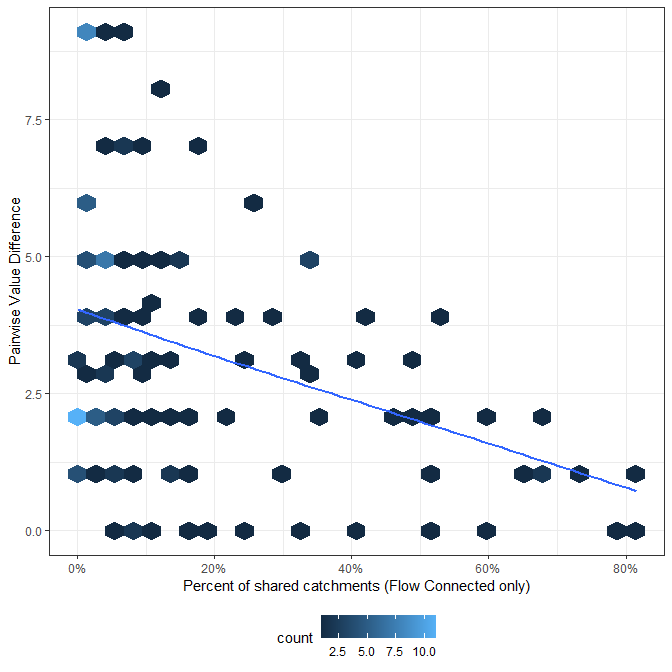 Pairwise Value Difference
7.5
5.0
2.5
0.0
0% 20% 40% 60% 80%
Percent of shared catchments (Flow Connected only)
count
2.5 5.0 7.5 10.0